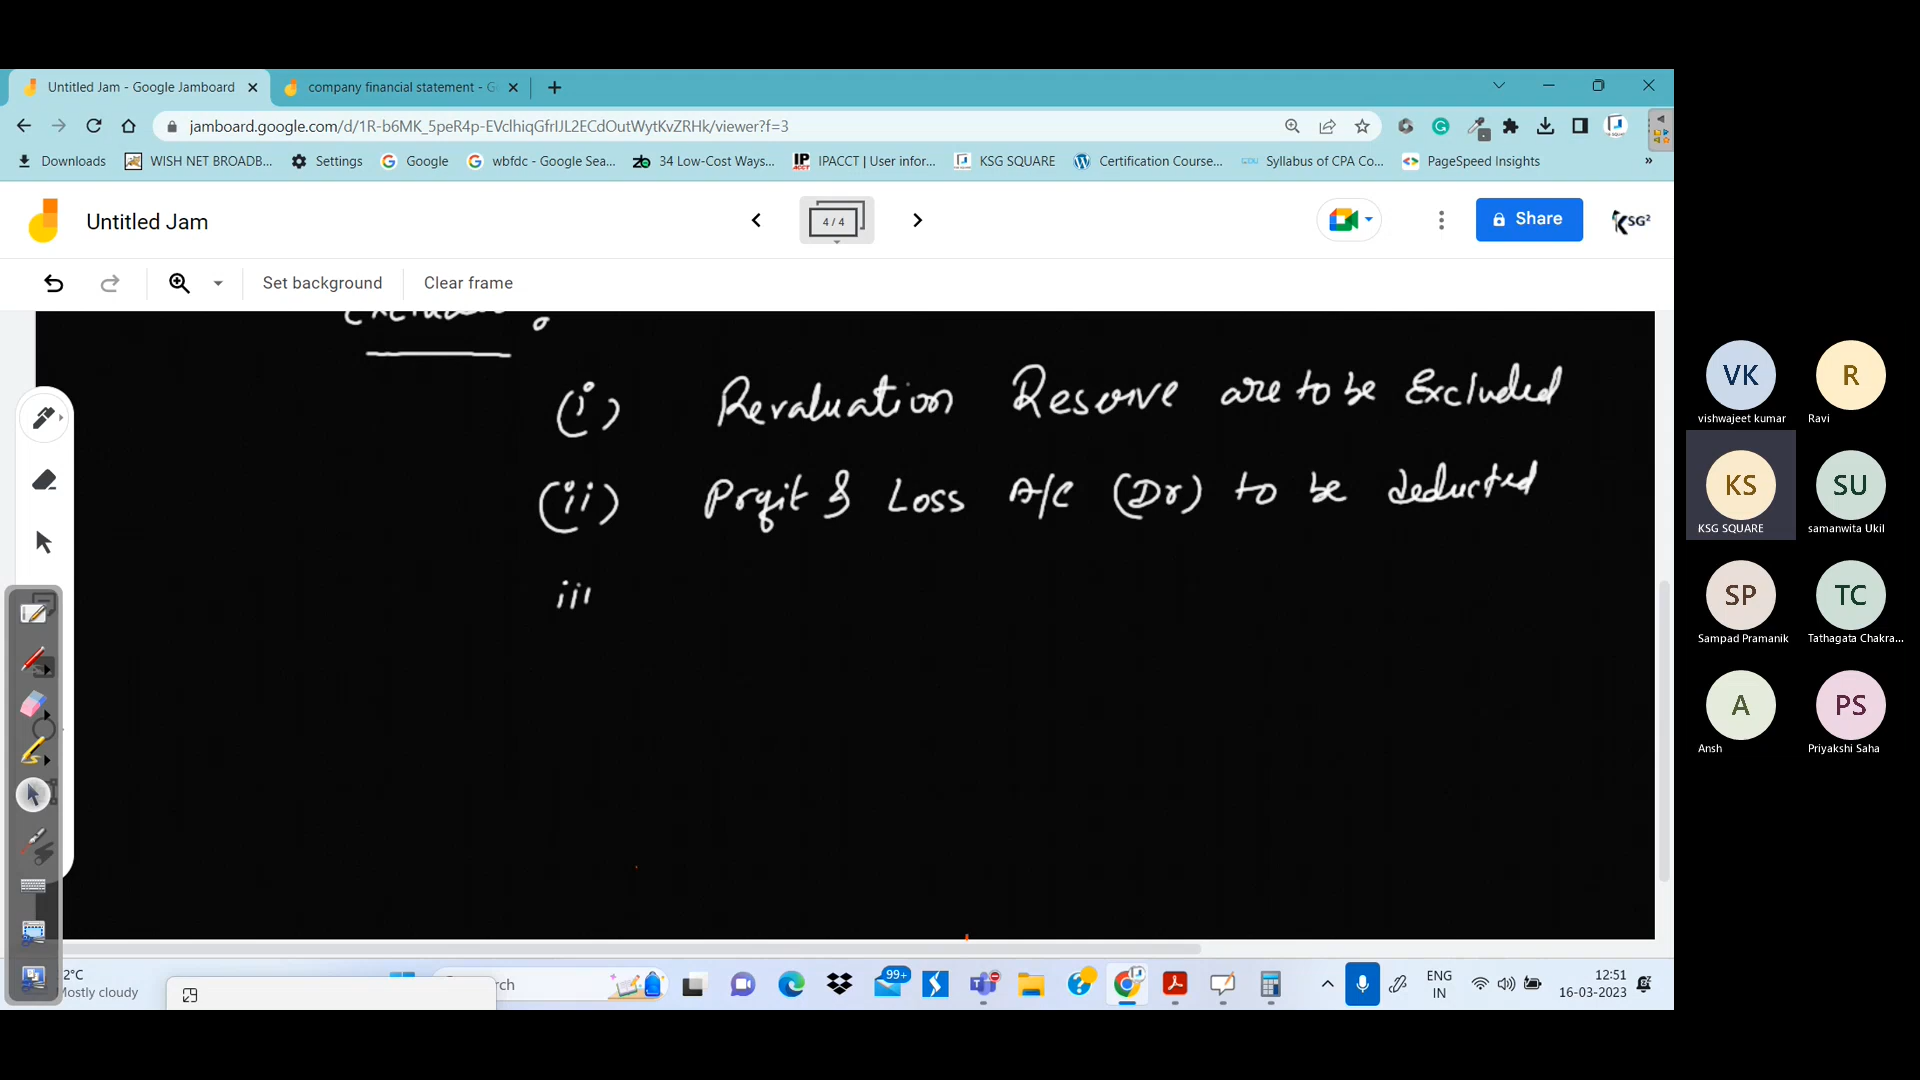 Untitled Jam - Google Jamboard
company financial statement - G
jamboard.google.com/d/1R-b6MK_5peR4p-EVclhiqGfrIJL2ECdOutWytKvZRHk/viewer?f=3
Downloads WISH NET BROADB... Settings Google wbfdc - Google Sea... 34 Low-Cost Ways... IPACCT | User infor... KSG SQUARE Certification Course... Syllabus of CPA Co... PageSpeed Insights »
Untitled Jam
4 / 4
Share
KSG²
Set background
Clear frame
(i) Revaluation Reserve are to be Excluded
(ii) Profit & Loss A/C (Dr) to be deducted
iii
VK
vishwajeet kumar
R
Ravi
KS
KSG SQUARE
SU
samanwita Ukil
SP
Sampad Pramanik
TC
Tathagata Chakra...
A
Ansh
PS
Priyakshi Saha
2°C
Mostly cloudy
rch
99+
ENG
IN
12:51
16-03-2023